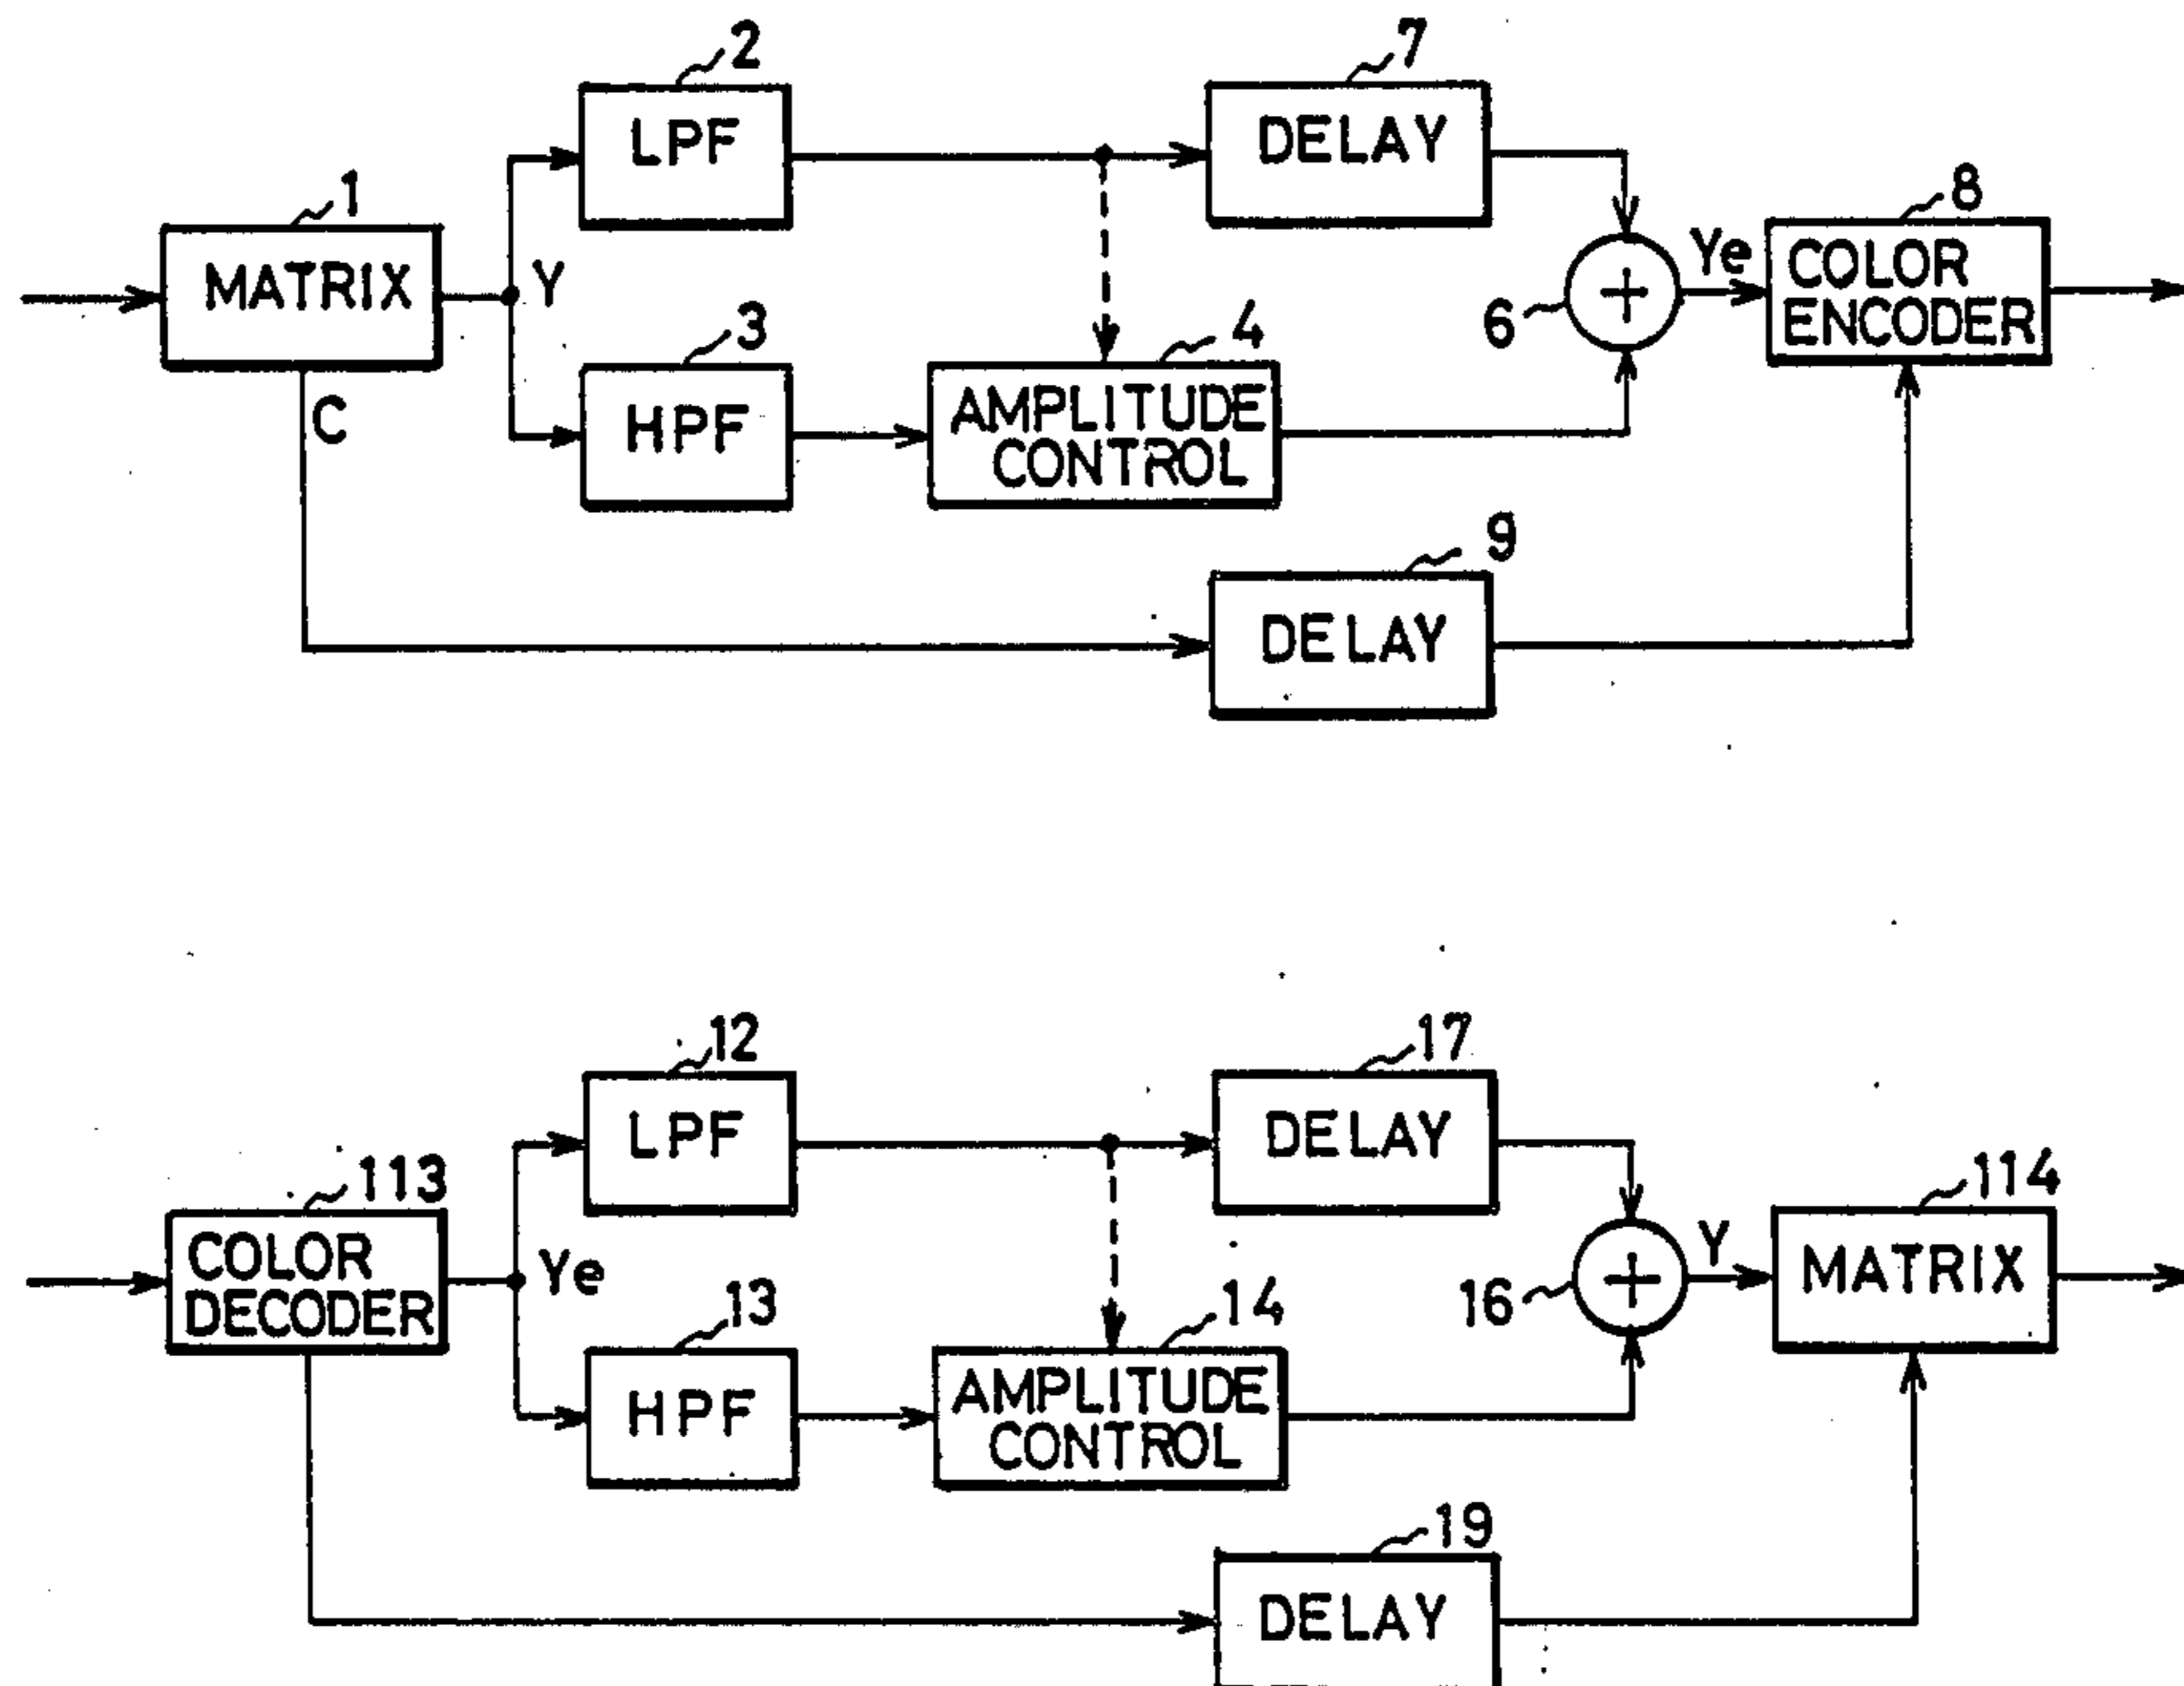 2
7
LPF
DELAY
1
8
MATRIX
Y
Ye
COLOR
ENCODER
6
3
4
C
HPF
AMPLITUDE
CONTROL
9
DELAY
12
17
LPF
DELAY
113
114
COLOR
DECODER
Ye
Y
MATRIX
16
13
14
HPF
AMPLITUDE
CONTROL
19
DELAY